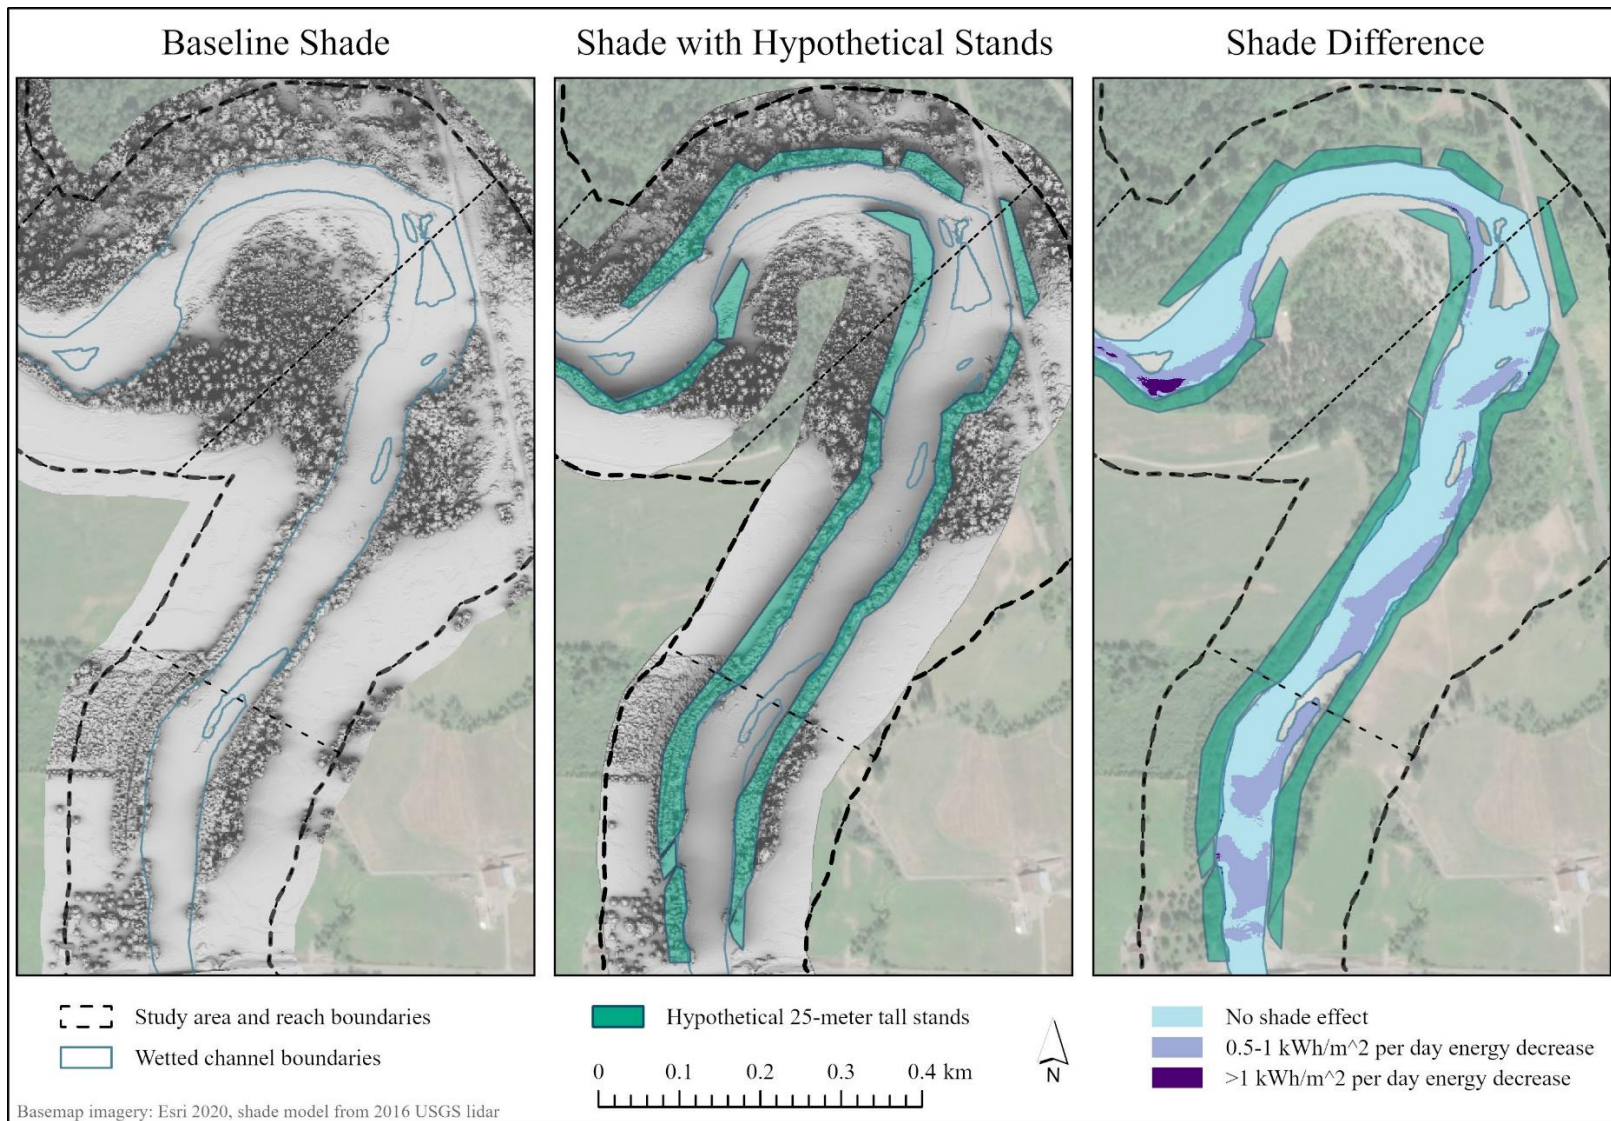 Baseline Shade
Shade with Hypothetical Stands
Shade Difference
Study area and reach boundaries
Wetted channel boundaries
Hypothetical 25-meter tall stands
0 0.1 0.2 0.3 0.4 km
N
No shade effect
0.5-1 kWh/m^2 per day energy decrease
>1 kWh/m^2 per day energy decrease
Basemap imagery: Esri 2020, shade model from 2016 USGS lidar